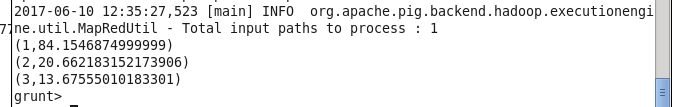 2017-06-10 12:35:27,523 [main] INFO  org.apache.pig.backend.hadoop.executionengi
ne.util.MapRedUtil - Total input paths to process : 1
(1,84.1546874999999)
(2,20.662183152173906)
(3,13.67555010183301)
grunt>